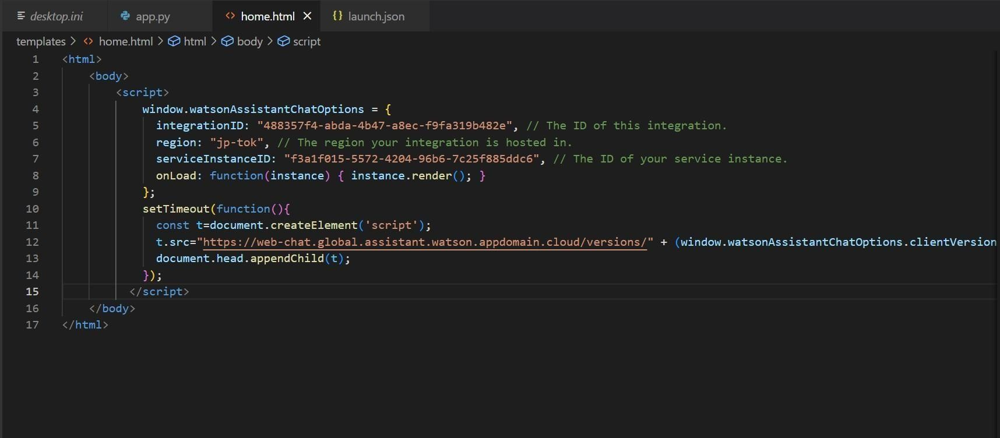 desktop.ini app.py home.html launch.json
templates > home.html > html > body > script
1 <html>
2 <body>
3 <script>
4 window.watsonAssistantChatOptions = {
5 integrationID: "488357f4-abda-4b47-a8ec-f9fa319b482e", // The ID of this integration.
6 region: "jp-tok", // The region your integration is hosted in.
7 serviceInstanceID: "f3a1f015-5572-4204-96b6-7c25f885ddc6", // The ID of your service instance.
8 onLoad: function(instance) { instance.render(); }
9 };
10 setTimeout(function(){
11 const t=document.createElement('script');
12 t.src="https://web-chat.global.assistant.watson.appdomain.cloud/versions/" + (window.watsonAssistantChatOptions.clientVersion
13 document.head.appendChild(t);
14 });
15 </script>
16 </body>
17 </html>